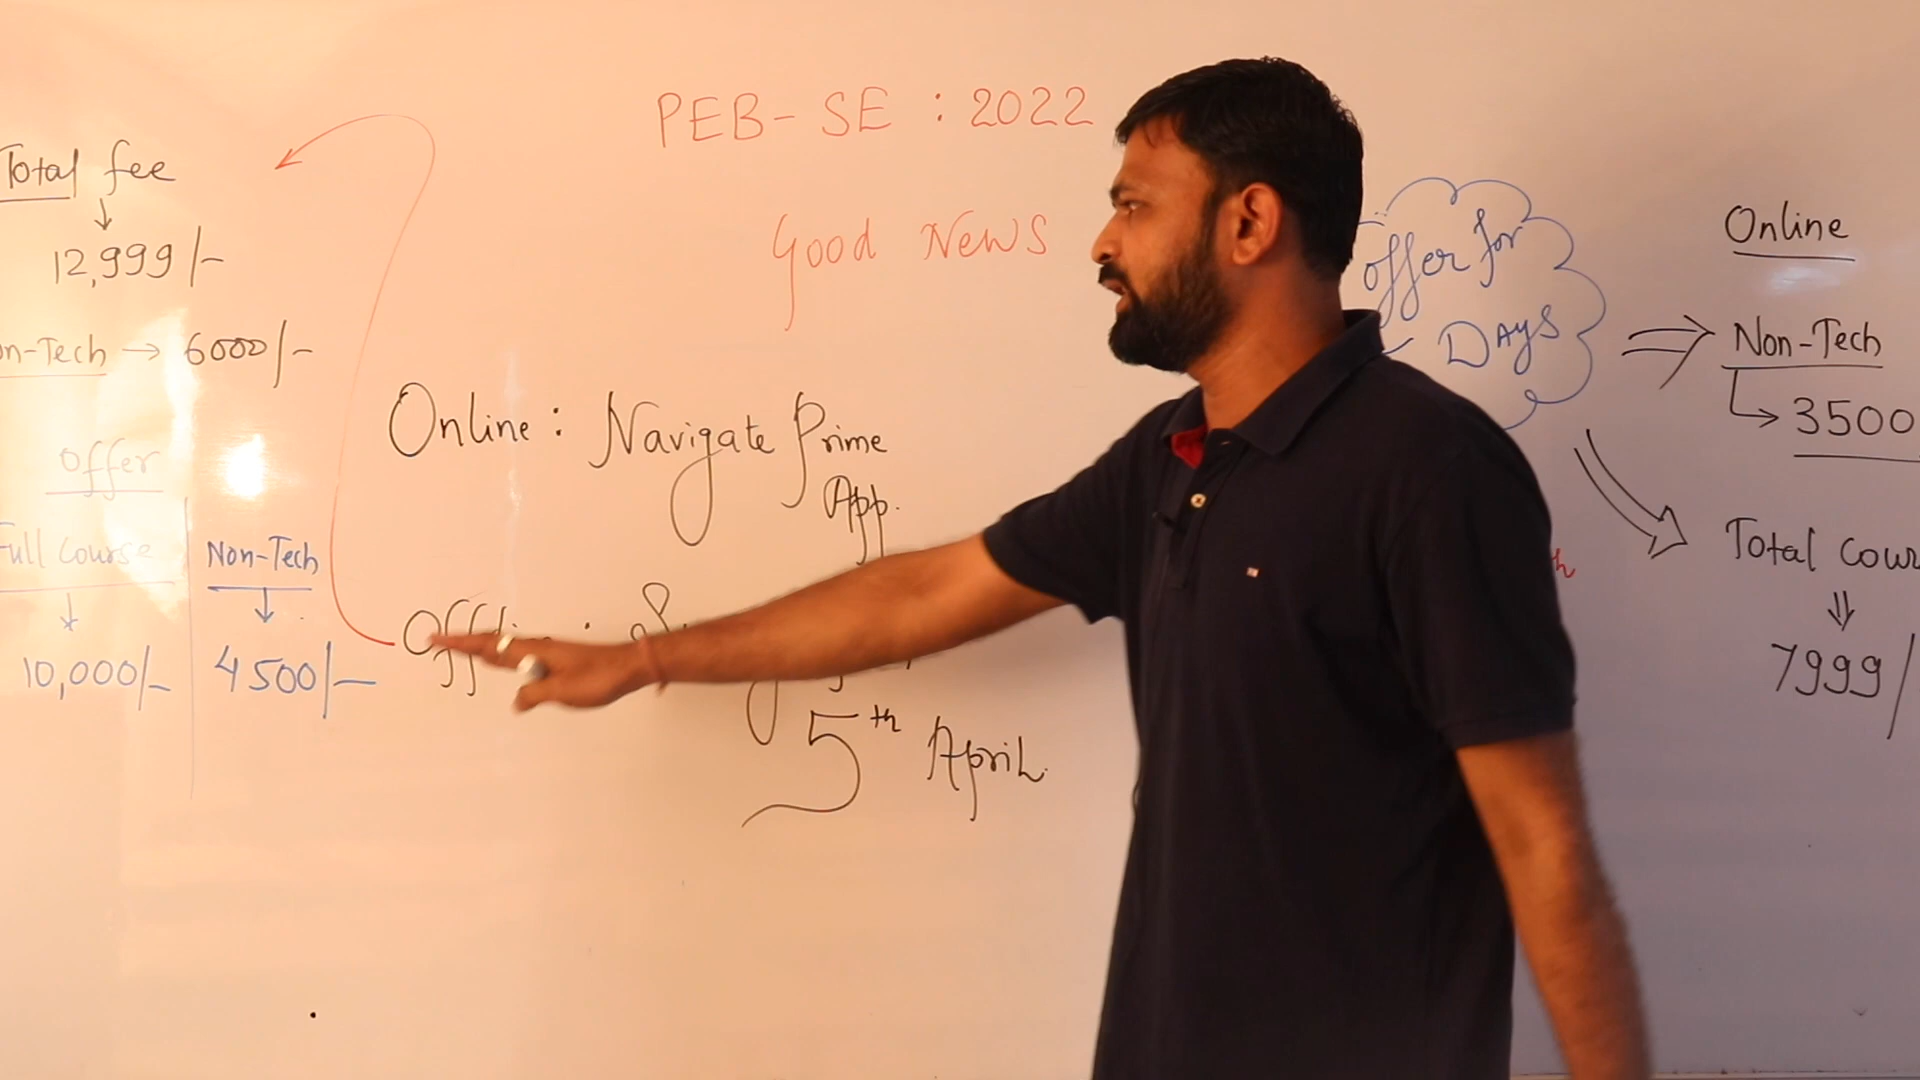 PEB- SE : 2022
Good News
Total fee
12,999/-
n-Tech → 6000/-
Offer
Full Course
Non-Tech
10,000/-
4500/-
Online : Navigate Prime
App.
5th April.
offer for
DAYS
Online
Non-Tech
3500
Total Cour
7999/